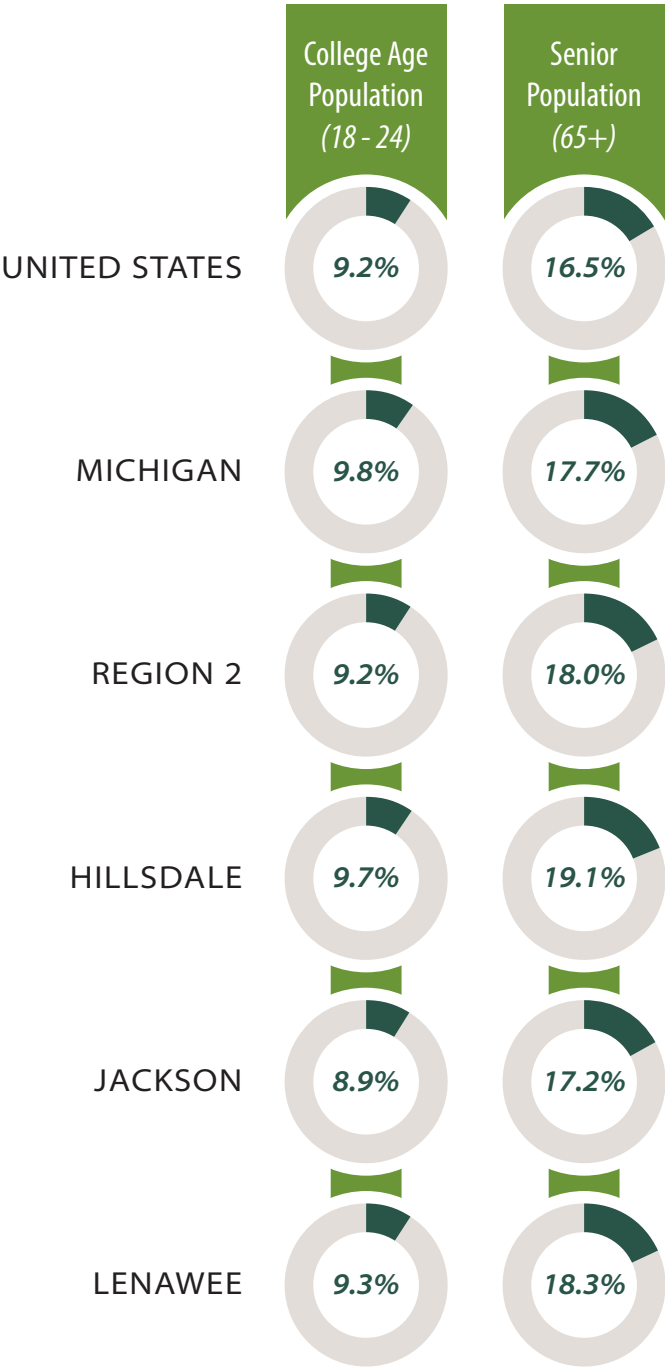 College Age
Population
(18 - 24)
Senior
Population
(65+)
UNITED STATES 9.2% 16.5%
MICHIGAN 9.8% 17.7%
REGION 2 9.2% 18.0%
HILLSDALE 9.7% 19.1%
JACKSON 8.9% 17.2%
LENAWEE 9.3% 18.3%